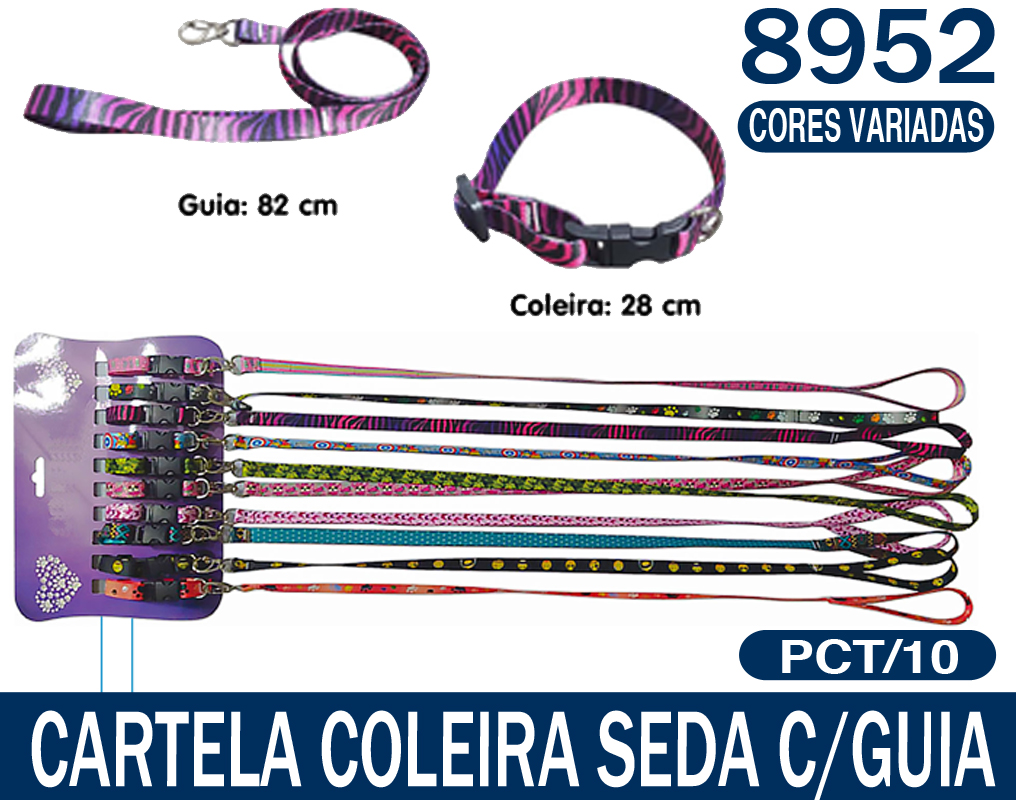 8952
CORES VARIADAS
Guia: 82 cm
Coleira: 28 cm
PCT/10
CARTELA COLEIRA SEDA C/GUIA